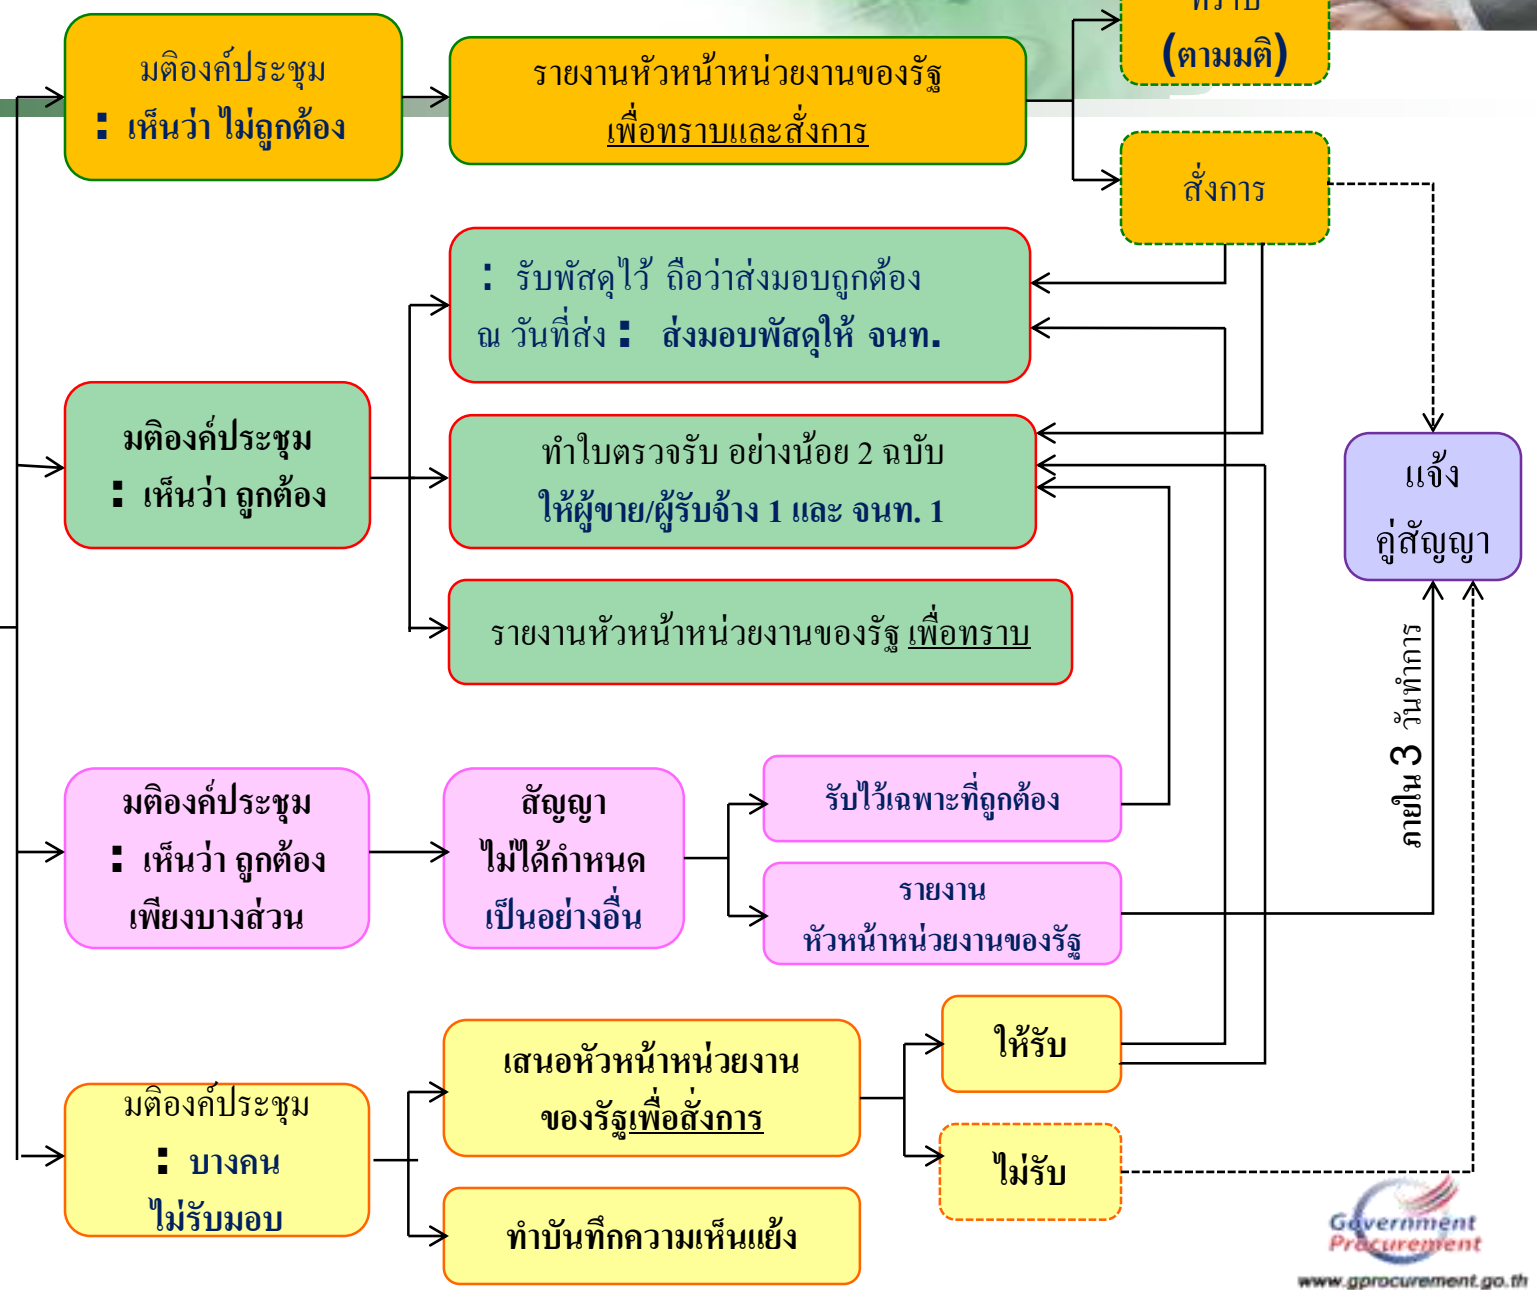 มติองค์ประชุม
: เห็นว่า ไม่ถูกต้อง
รายงานหัวหน้าหน่วยงานของรัฐ
เพื่อทราบและสั่งการ
ทราบ
(ตามมติ)
สั่งการ
: รับพัสดุไว้ ถือว่าส่งมอบถูกต้อง
ณ วันที่ส่ง : ส่งมอบพัสดุให้ จนท.
มติองค์ประชุม
: เห็นว่า ถูกต้อง
ทำใบตรวจรับ อย่างน้อย 2 ฉบับ
ให้ผู้ขาย/ผู้รับจ้าง 1 และ จนท. 1
แจ้ง
คู่สัญญา
รายงานหัวหน้าหน่วยงานของรัฐ เพื่อทราบ
ภายใน 3 วันทำการ
มติองค์ประชุม
: เห็นว่า ถูกต้อง
เพียงบางส่วน
สัญญา
ไม่ได้กำหนด
เป็นอย่างอื่น
รับไว้เฉพาะที่ถูกต้อง
รายงาน
หัวหน้าหน่วยงานของรัฐ
มติองค์ประชุม
: บางคน
ไม่รับมอบ
เสนอหัวหน้าหน่วยงาน
ของรัฐเพื่อสั่งการ
ทำบันทึกความเห็นแย้ง
ให้รับ
ไม่รับ
Government
Procurement
www.gprocurement.go.th